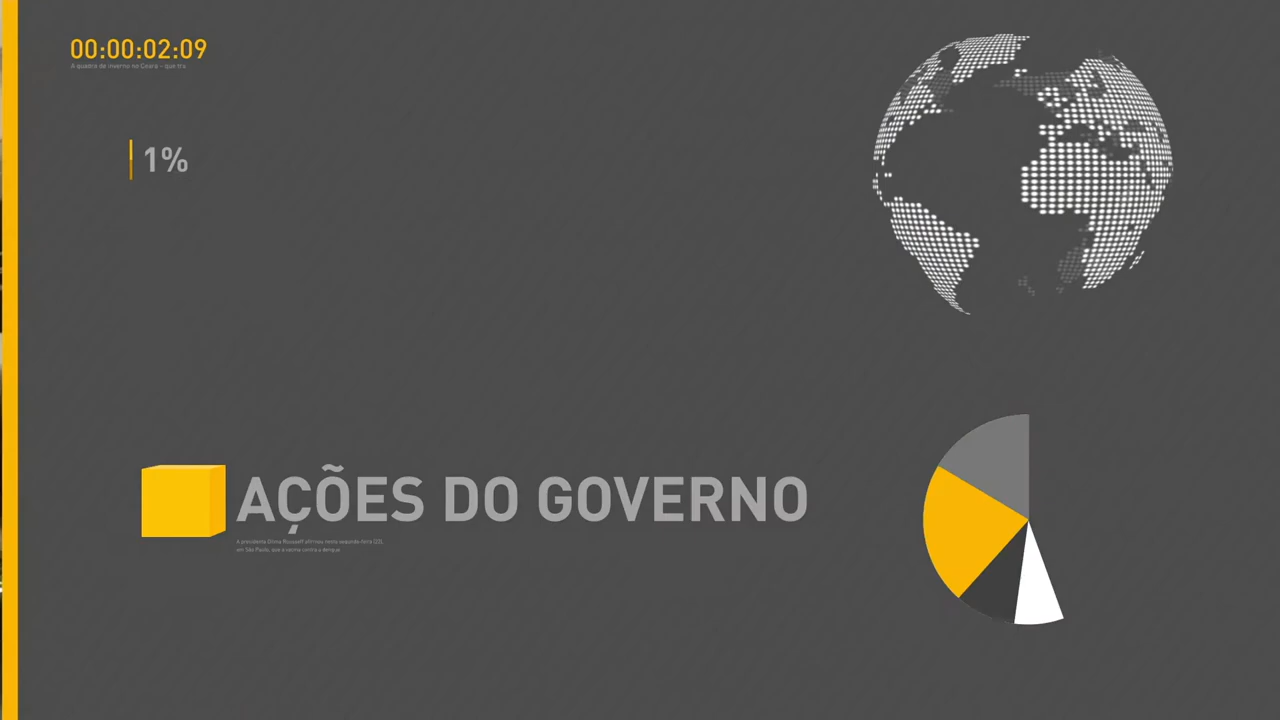 00:00:02:09
A quadra de inverno no Ceará – que tra
1%
AÇÕES DO GOVERNO
A presidenta Dilma Rousseff afirmou nesta segunda-feira (22),
em São Paulo, que a vacina contra a dengue